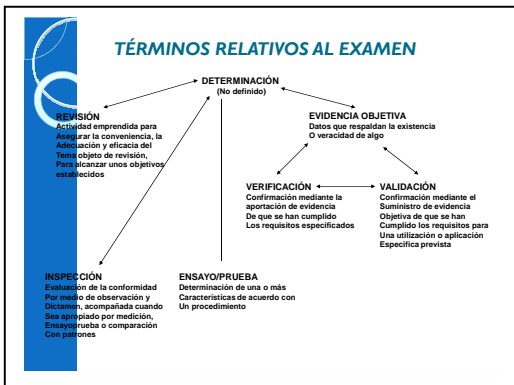 TÉRMINOS RELATIVOS AL EXAMEN
DETERMINACIÓN
(No definido)
REVISIÓN
Actividad emprendida para
Asegurar la conveniencia, la
Adecuación y eficacia del
Tema objeto de revisión,
Para alcanzar unos objetivos
establecidos
EVIDENCIA OBJETIVA
Datos que respaldan la existencia
O veracidad de algo
VERIFICACIÓN
Confirmación mediante la
aportación de evidencia
De que se han cumplido
Los requisitos especificados
VALIDACIÓN
Confirmación mediante el
Suministro de evidencia
Objetiva de que se han
Cumplido los requisitos para
Una utilización o aplicación
Especifica prevista
INSPECCIÓN
Evaluación de la conformidad
Por medio de observación y
Dictamen, acompañada cuando
Sea apropiado por medición,
Ensayoprueba o comparación
Con patrones
ENSAYO/PRUEBA
Determinación de una o más
Características de acuerdo con
Un procedimiento